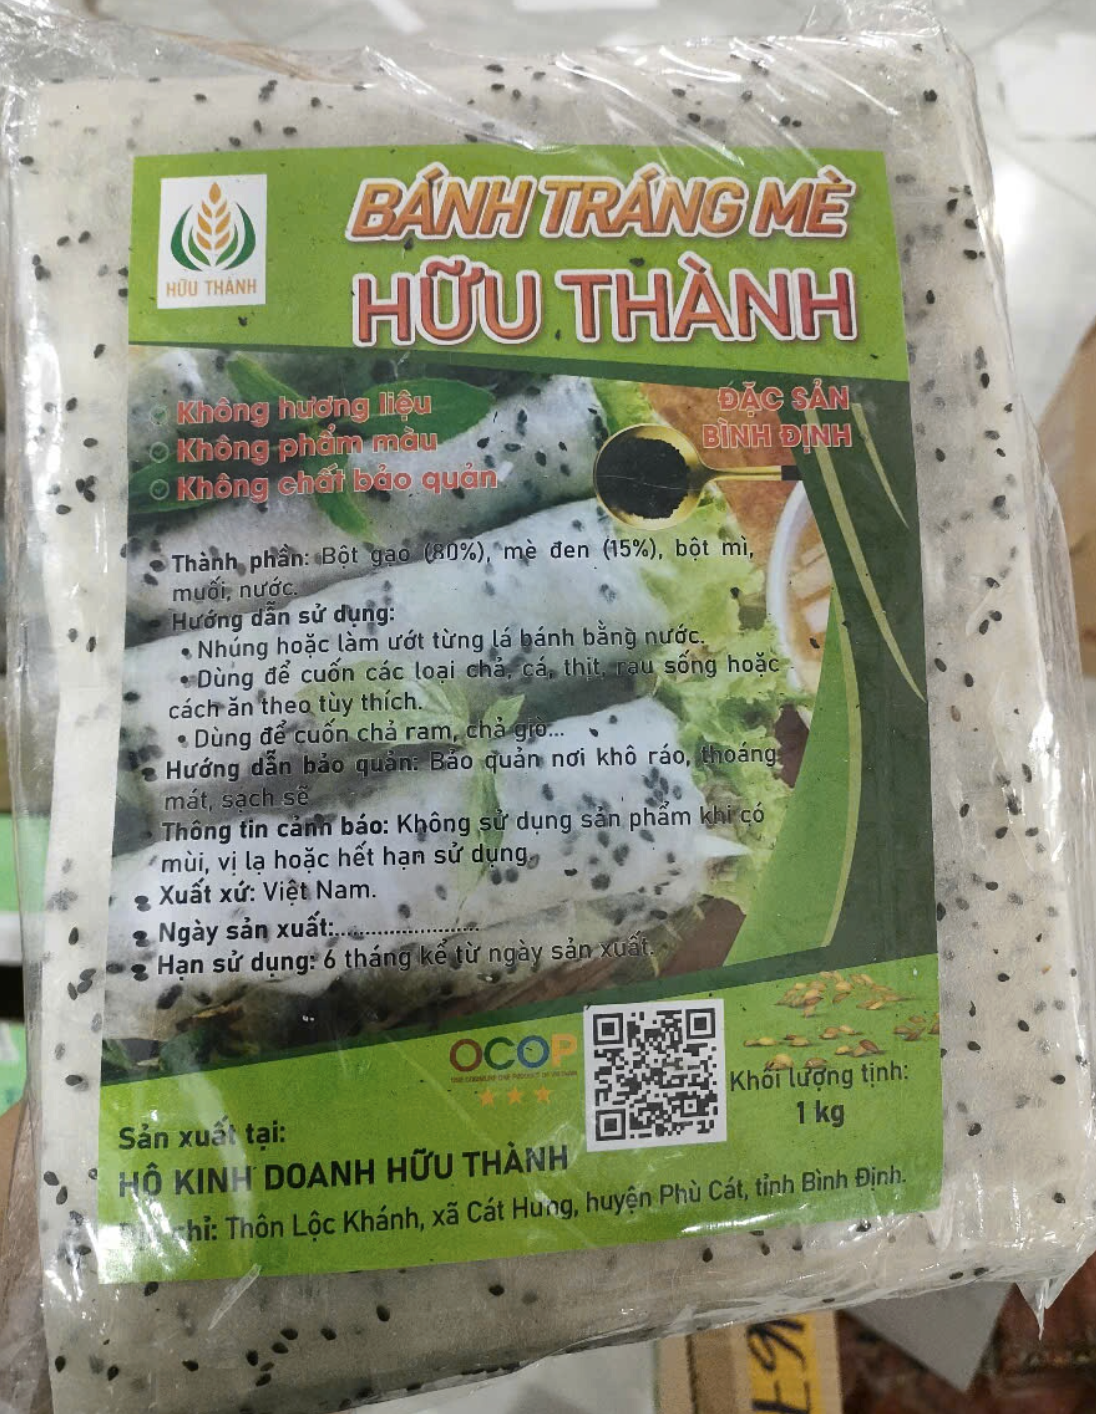 HỮU THÀNH
BÁNH TRÁNG MÈ
HỮU THÀNH
Không hương liệu
Không phẩm màu
Không chất bảo quản
ĐẶC SẢN
BÌNH ĐỊNH
Thành phần: Bột gạo (80%), mè đen (15%), bột mì,
muối, nước.
Hướng dẫn sử dụng:
• Nhúng hoặc làm ướt từng lá bánh bằng nước.
• Dùng để cuốn các loại chả, cá, thịt, rau sống hoặc
cách ăn theo tùy thích.
• Dùng để cuốn chả ram, chả giò...
Hướng dẫn bảo quản: Bảo quản nơi khô ráo, thoáng
mát, sạch sẽ
Thông tin cảnh báo: Không sử dụng sản phẩm khi có
mùi, vị lạ hoặc hết hạn sử dụng.
Xuất xứ: Việt Nam.
Ngày sản xuất:......................
Hạn sử dụng: 6 tháng kể từ ngày sản xuất.
OCOP
Khối lượng tịnh:
1 kg
Sản xuất tại:
HỘ KINH DOANH HỮU THÀNH
chỉ: Thôn Lộc Khánh, xã Cát Hưng, huyện Phù Cát, tỉnh Bình Định.